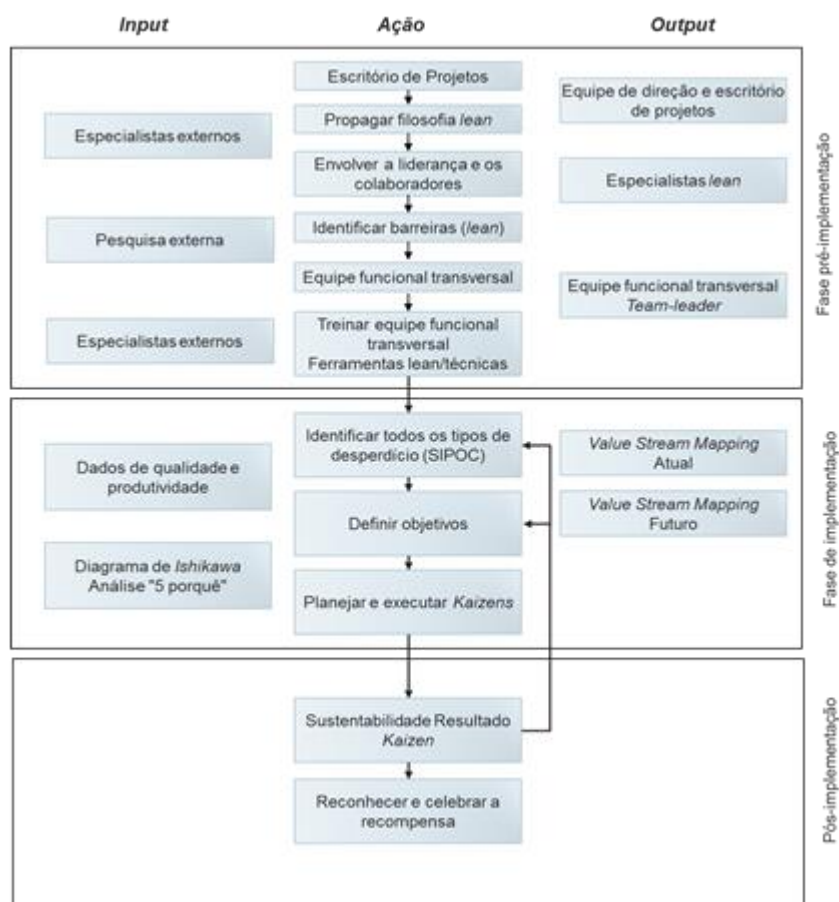 Input
Ação
Output
Escritório de Projetos
Propagar filosofia lean
Envolver a liderança e os
colaboradores
Identificar barreiras (lean)
Equipe funcional transversal
Treinar equipe funcional
transversal
Ferramentas lean/técnicas
Especialistas externos
Pesquisa externa
Especialistas externos
Equipe de direção e escritório
de projetos
Especialistas lean
Equipe funcional transversal
Team-leader
Fase pré-implementação
Identificar todos os tipos de
desperdício (SIPOC)
Definir objetivos
Planejar e executar Kaizens
Dados de qualidade e
produtividade
Diagrama de Ishikawa
Análise "5 porquê"
Value Stream Mapping
Atual
Value Stream Mapping
Futuro
Fase de implementação
Sustentabilidade Resultado
Kaizen
Reconhecer e celebrar a
recompensa
Pós-implementação